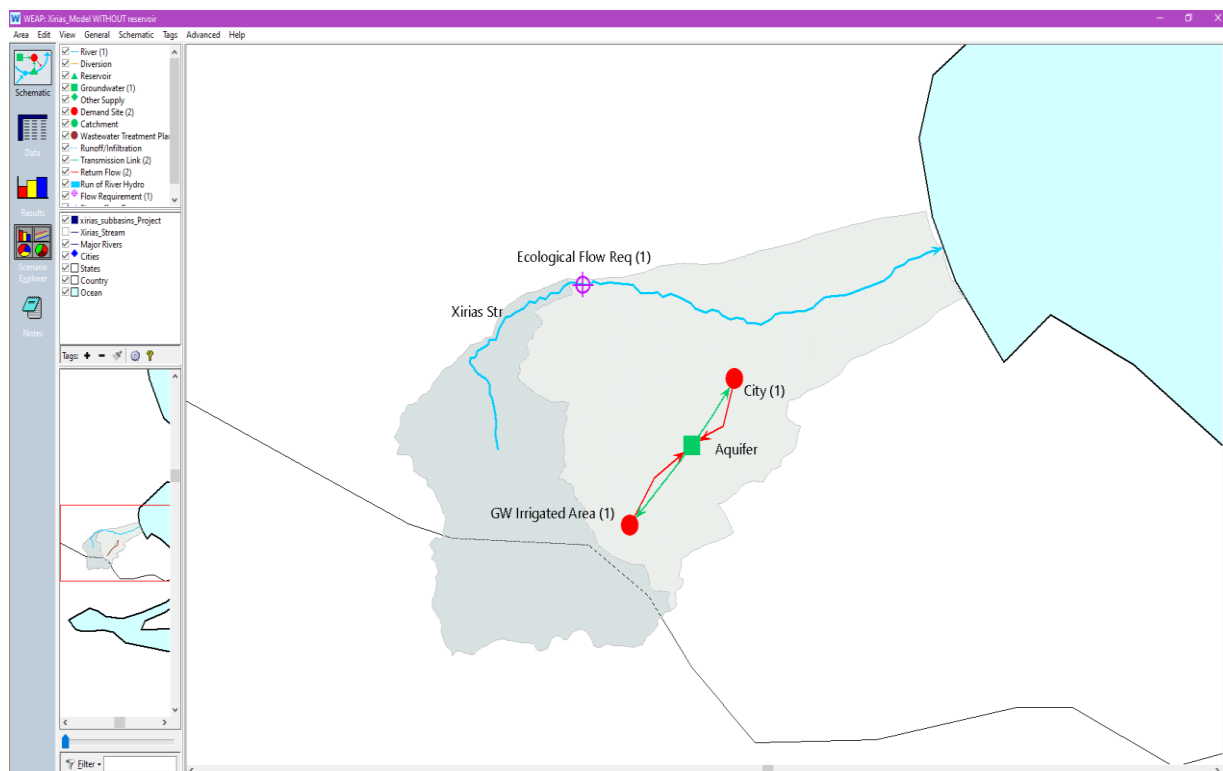 WEAP: Xirias_Model WITHOUT reservoir
Area Edit View General Schematic Tags Advanced Help
Schematic
Data
Results
Scenario Explorer
Notes
River (1)
Diversion
Reservoir
Groundwater (1)
Other Supply
Demand Site (2)
Catchment
Wastewater Treatment Pla
Runoff/Infiltration
Transmission Link (2)
Return Flow (2)
Run of River Hydro
Flow Requirement (1)
xirias_subbasins_Project
Xirias_Stream
Major Rivers
Cities
States
Country
Ocean
Tags:
Filter
Ecological Flow Req (1)
Xirias Str
City (1)
Aquifer
GW Irrigated Area (1)